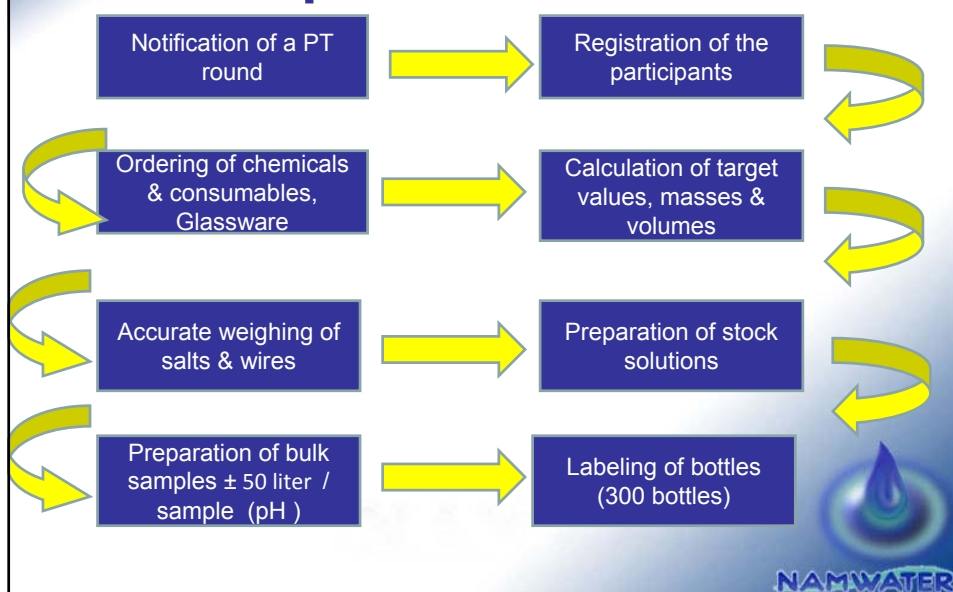 Notification of a PT
round
Registration of the
participants
Ordering of chemicals
& consumables,
Glassware
Calculation of target
values, masses &
volumes
Accurate weighing of
salts & wires
Preparation of stock
solutions
Preparation of bulk
samples ± 50 liter /
sample (pH )
Labeling of bottles
(300 bottles)
NAMWATER